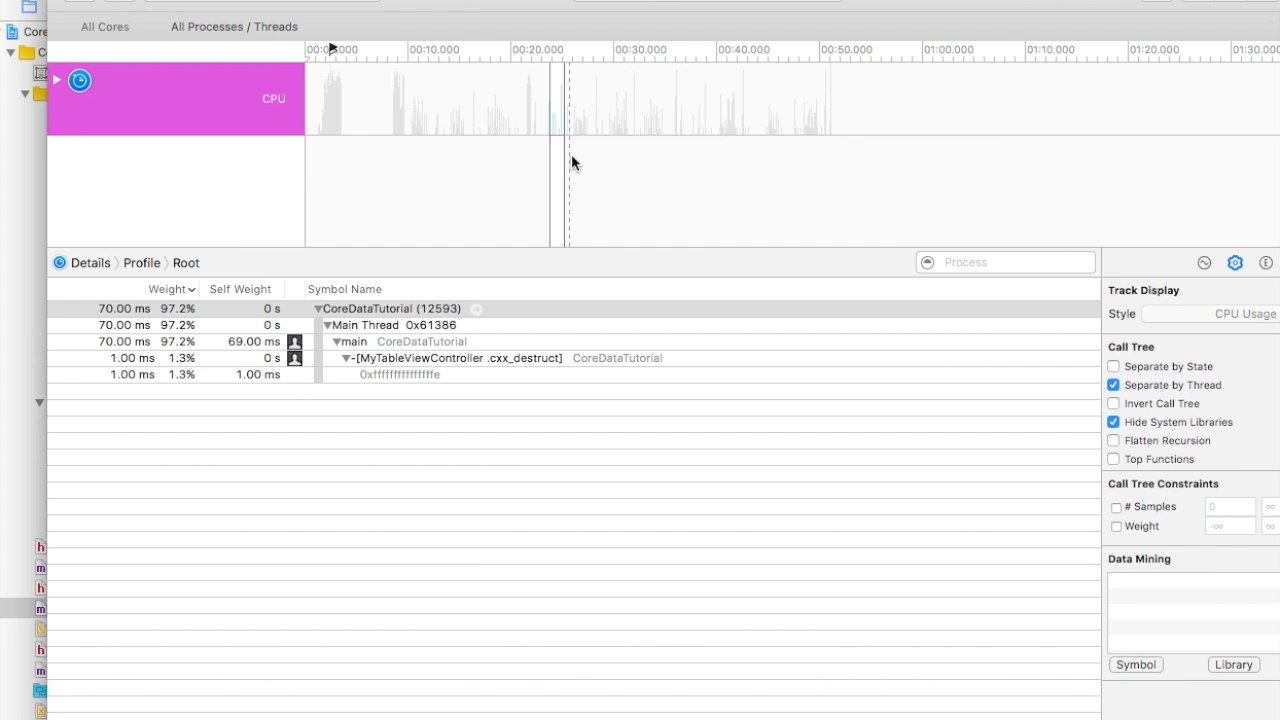 All Cores All Processes / Threads
Core
00:10.000 00:20.000 00:30.000 00:40.000 00:50.000 01:00.000 01:10.000 01:20.000 01:30.000
C
CPU
Details Profile Root Process E
Weight Self Weight Symbol Name
Track Display
70.00 ms 97.2% 0 s CoreDataTutorial (12593)
Style CPU Usage
70.00 ms 97.2% 0 s Main Thread 0x61386
70.00 ms 97.2% 69.00 ms main CoreDataTutorial
Call Tree
1.00 ms 1.3% 0 s -[MyTableViewController .cxx_destruct] CoreDataTutorial
Separate by State
1.00 ms 1.3% 1.00 ms 0xfffffffffffffffe
Separate by Thread
Invert Call Tree
Hide System Libraries
Flatten Recursion
Top Functions
Call Tree Constraints
# Samples 0 ∞
Weight -∞ ∞
h
Data Mining
m
h
m
h
Symbol Library
m